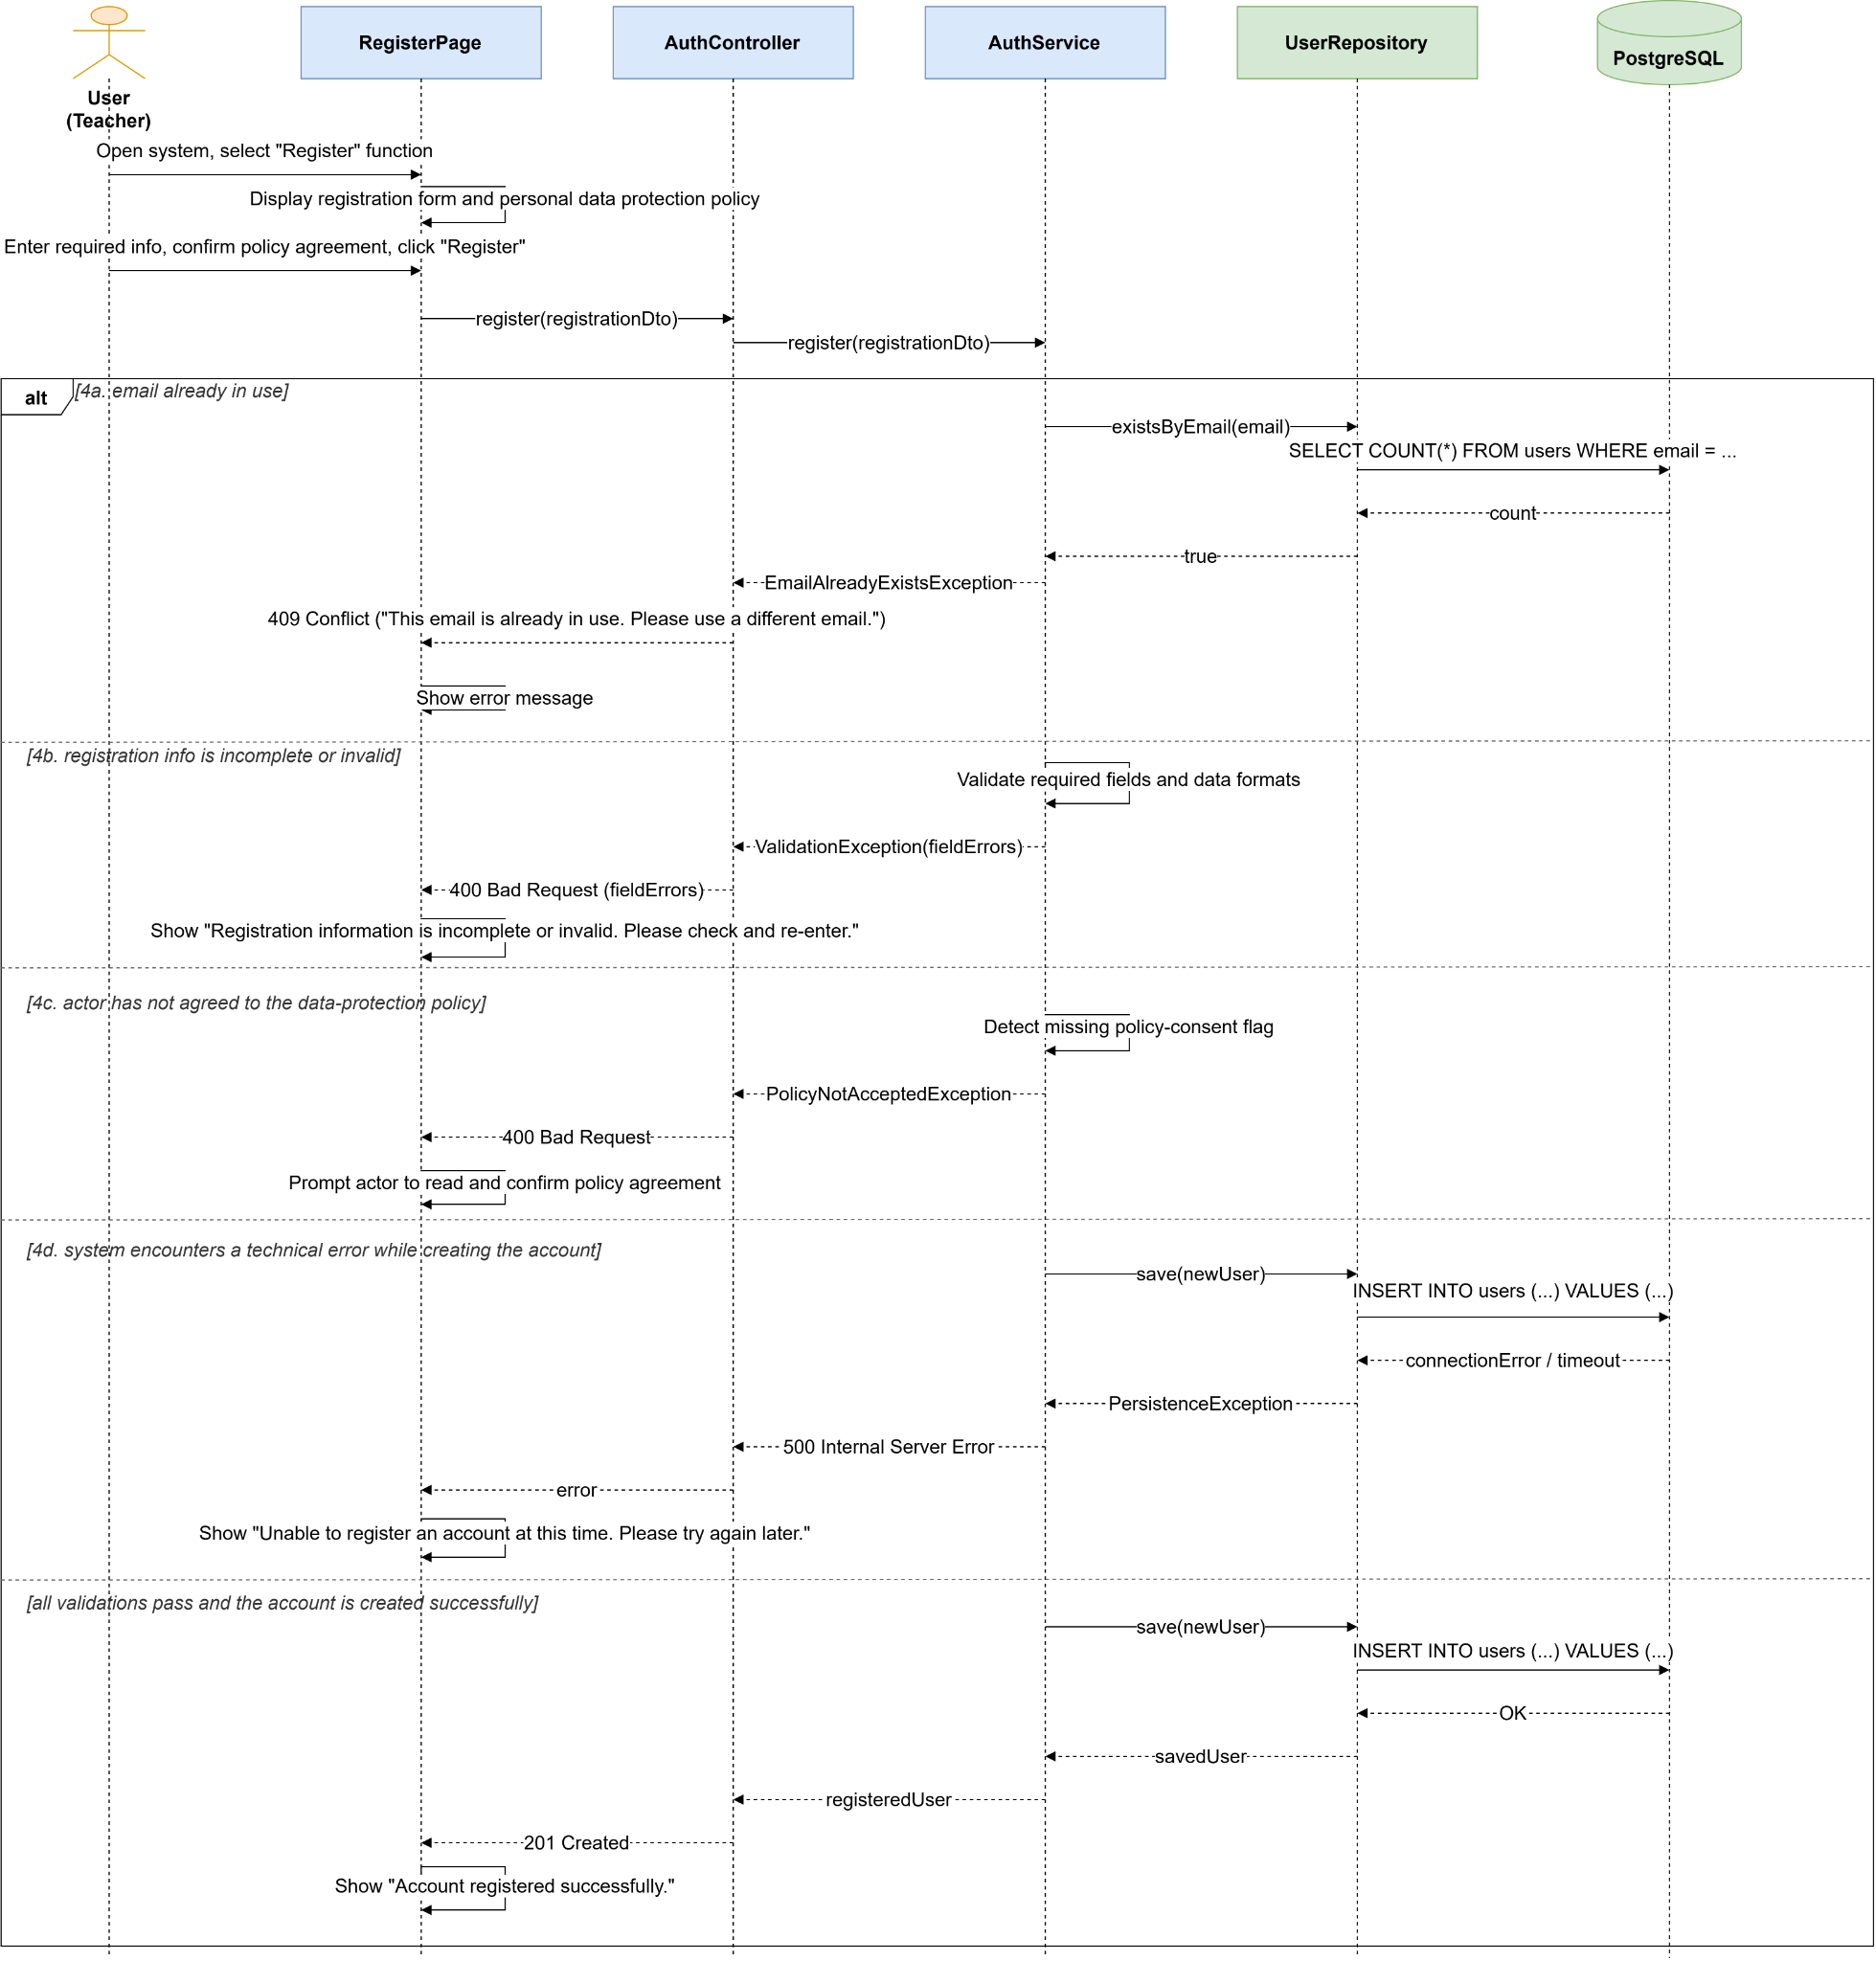 RegisterPage
AuthController
AuthService
UserRepository
PostgreSQL
User
(Teacher)
Open system, select "Register" function
Display registration form and personal data protection policy
Enter required info, confirm policy agreement, click "Register"
register(registrationDto)
register(registrationDto)
alt
[4a. email already in use]
existsByEmail(email)
SELECT COUNT(*) FROM users WHERE email = ...
count
true
EmailAlreadyExistsException
409 Conflict ("This email is already in use. Please use a different email.")
Show error message
[4b. registration info is incomplete or invalid]
Validate required fields and data formats
ValidationException(fieldErrors)
400 Bad Request (fieldErrors)
Show "Registration information is incomplete or invalid. Please check and re-enter."
[4c. actor has not agreed to the data-protection policy]
Detect missing policy-consent flag
PolicyNotAcceptedException
400 Bad Request
Prompt actor to read and confirm policy agreement
[4d. system encounters a technical error while creating the account]
save(newUser)
INSERT INTO users (...) VALUES (...)
connectionError / timeout
PersistenceException
500 Internal Server Error
error
Show "Unable to register an account at this time. Please try again later."
[all validations pass and the account is created successfully]
save(newUser)
INSERT INTO users (...) VALUES (...)
OK
savedUser
registeredUser
201 Created
Show "Account registered successfully."